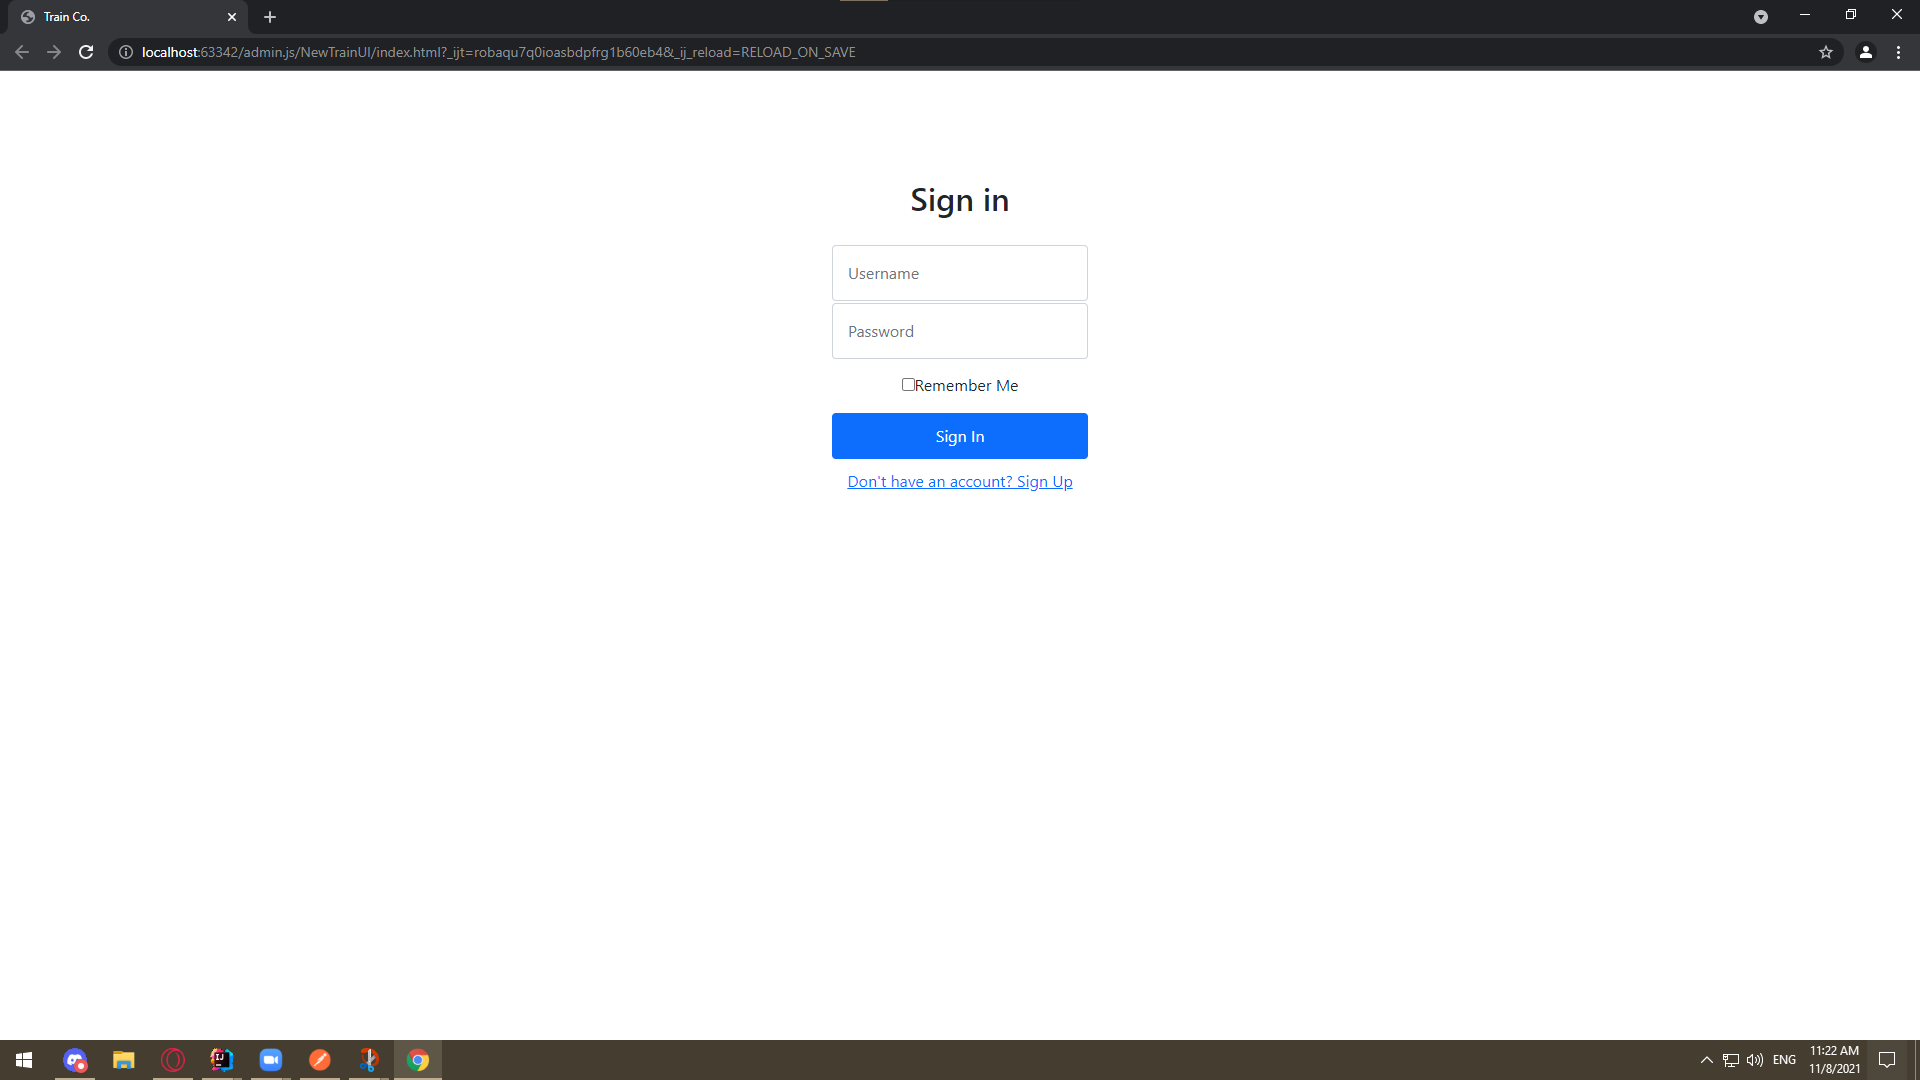 Train Co.
localhost:63342/admin.js/NewTrainUI/index.html?_ijt=robaqu7q0ioasbdpfrg1b60eb4&_ij_reload=RELOAD_ON_SAVE
Sign in
Username
Password
Remember Me
Sign In
Don't have an account? Sign Up
IJ
ENG
11:22 AM
11/8/2021